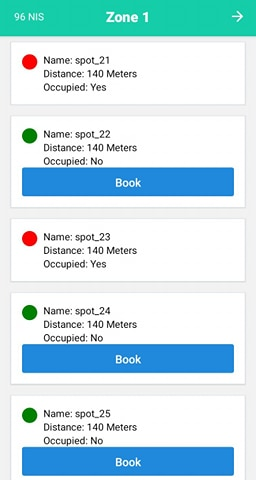 96 NIS Zone 1
Name: spot_21
Distance: 140 Meters
Occupied: Yes
Name: spot_22
Distance: 140 Meters
Occupied: No
Book
Name: spot_23
Distance: 140 Meters
Occupied: Yes
Name: spot_24
Distance: 140 Meters
Occupied: No
Book
Name: spot_25
Distance: 140 Meters
Occupied: No
Book